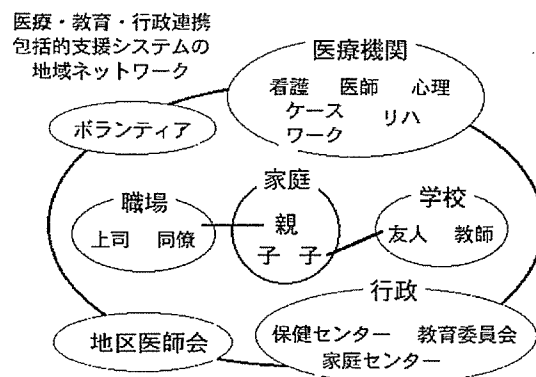 医療・教育・行政連携
包括的支援システムの
地域ネットワーク
医療機関
看護　医師　心理
ケース
ワーク　リハ
ボランティア
家庭
親
子　子
職場
上司　同僚
学校
友人　教師
行政
保健センター　教育委員会
家庭センター
地区医師会